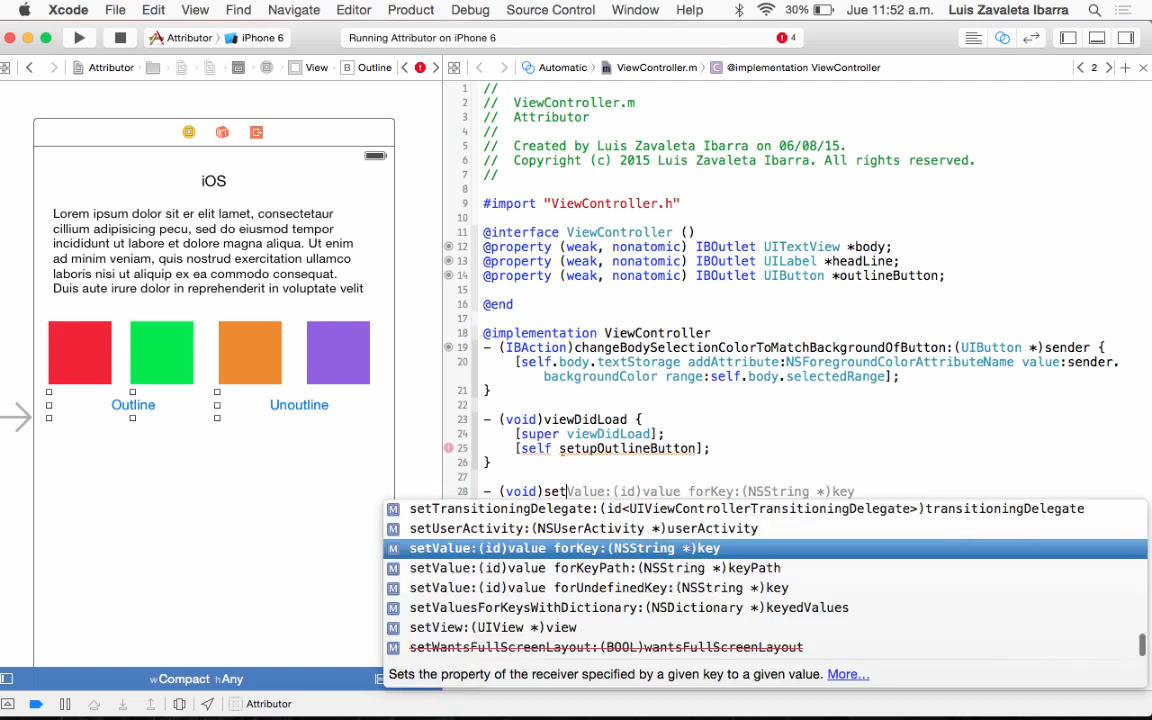 Xcode File Edit View Find Navigate Editor Product Debug Source Control Window Help 30% Jue 11:52 a.m. Luis Zavaleta Ibarra
Attributor iPhone 6 Running Attributor on iPhone 6 4
Attributor View B Outline Automatic ViewController.m C @implementation ViewController 2
iOS
Lorem ipsum dolor sit er elit lamet, consectetaur
cillium adipisicing pecu, sed do eiusmod tempor
incididunt ut labore et dolore magna aliqua. Ut enim
ad minim veniam, quis nostrud exercitation ullamco
laboris nisi ut aliquip ex ea commodo consequat.
Duis aute irure dolor in reprehenderit in voluptate velit
Outline Unoutline
wCompact hAny
1 //
2 // ViewController.m
3 // Attributor
4 //
5 // Created by Luis Zavaleta Ibarra on 06/08/15.
6 // Copyright (c) 2015 Luis Zavaleta Ibarra. All rights reserved.
7 //
8
9 #import "ViewController.h"
10
11 @interface ViewController ()
12 @property (weak, nonatomic) IBOutlet UITextView *body;
13 @property (weak, nonatomic) IBOutlet UILabel *headLine;
14 @property (weak, nonatomic) IBOutlet UIButton *outlineButton;
15
16 @end
17
18 @implementation ViewController
19 - (IBAction)changeBodySelectionColorToMatchBackgroundOfButton:(UIButton *)sender {
20 [self.body.textStorage addAttribute:NSForegroundColorAttributeName value:sender.
backgroundColor range:self.body.selectedRange];
21 }
22
23 - (void)viewDidLoad {
24 [super viewDidLoad];
25 [self setupOutlineButton];
26 }
27
28 - (void)setValue:(id)value forKey:(NSString *)key
M setTransitioningDelegate:(id<UIViewControllerTransitioningDelegate>)transitioningDelegate
M setUserActivity:(NSUserActivity *)userActivity
M setValue:(id)value forKey:(NSString *)key
M setValue:(id)value forKeyPath:(NSString *)keyPath
M setValue:(id)value forUndefinedKey:(NSString *)key
M setValuesForKeysWithDictionary:(NSDictionary *)keyedValues
M setView:(UIView *)view
M setWantsFullScreenLayout:(BOOL)wantsFullScreenLayout
Sets the property of the receiver specified by a given key to a given value. More...
Attributor